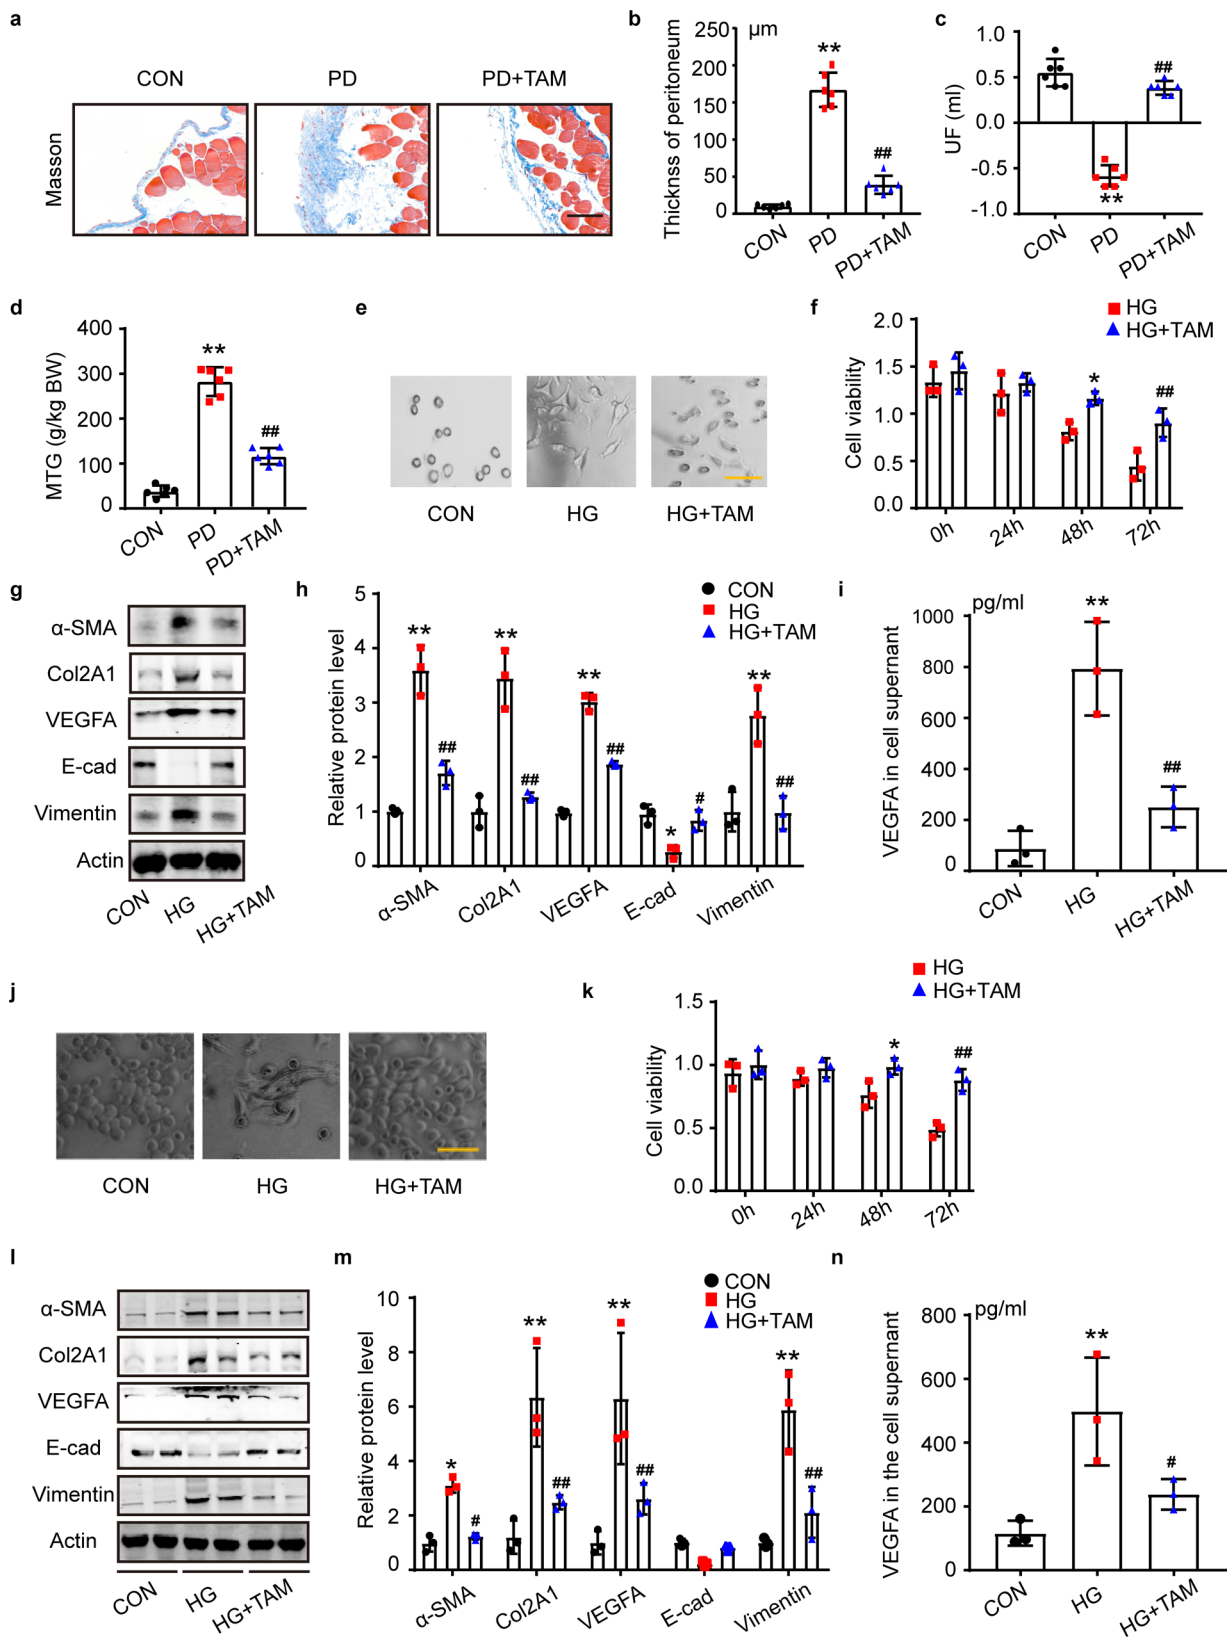 a
CON
PD
PD+TAM
Masson
b
µm
Thicknss of peritoneum
250
200
150
100
50
0
**
##
CON
PD
PD+TAM
c
UF (ml)
1.0
0.5
0.0
-0.5
-1.0
##
**
CON
PD
PD+TAM
d
MTG (g/kg BW)
400
300
200
100
0
**
##
CON
PD
PD+TAM
e
CON
HG
HG+TAM
f
HG
HG+TAM
Cell viability
2.0
1.5
1.0
0.5
0.0
*
##
0h
24h
48h
72h
g
α-SMA
Col2A1
VEGFA
E-cad
Vimentin
Actin
CON
HG
HG+TAM
h
CON
HG
HG+TAM
Relative protein level
5
4
3
2
1
0
**
##
**
##
**
##
*
#
**
##
α-SMA
Col2A1
VEGFA
E-cad
Vimentin
i
pg/ml
VEGFA in cell supernant
1000
800
600
400
200
0
**
##
CON
HG
HG+TAM
j
CON
HG
HG+TAM
k
HG
HG+TAM
Cell viability
1.5
1.0
0.5
0.0
*
##
0h
24h
48h
72h
l
α-SMA
Col2A1
VEGFA
E-cad
Vimentin
Actin
CON
HG
HG+TAM
m
CON
HG
HG+TAM
Relative protein level
10
8
6
4
2
0
*
#
**
##
**
##
**
##
α-SMA
Col2A1
VEGFA
E-cad
Vimentin
n
pg/ml
VEGFA in the cell supernant
800
600
400
200
0
**
#
CON
HG
HG+TAM